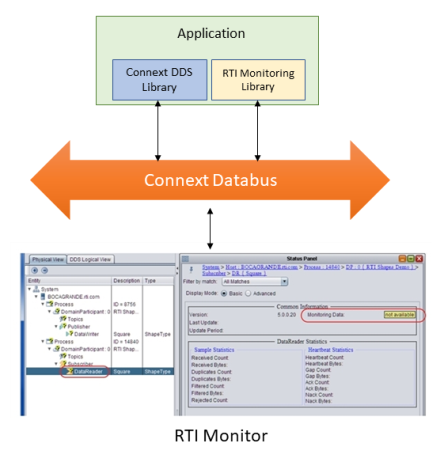 Application
Connext DDS
Library
RTI Monitoring
Library
Connext Databus
Physical View DDS Logical View
Entity Description Type
System
BOCAGRANDE.rti.com
Process ID = 8756
DomainParticipant : 0 RTI Shap...
Topics
Publisher
DataWriter Square ShapeType
Process ID = 14940
DomainParticipant : 0 RTI Shap...
Topics
Subscriber
DataReader Square ShapeType
Status Panel
System > Host : BOCAGRANDE.rti.com > Process : 14940 > DP : 0 [ RTI Shapes Demo ] >
Subscriber > DR [ Square ]
Filter by match: All Matches
Display Mode: Basic Advanced
Common Information
Version: 5.0.0.29 Monitoring Data: not available
Last Update:
Update Period:
DataReader Statistics
Sample Statistics Heartbeat Statistics
Received Count: Heartbeat Count:
Received Bytes: Heartbeat Bytes:
Duplicates Count: Gap Count:
Duplicates Bytes: Gap Bytes:
Filtered Count: Ack Count:
Filtered Bytes: Ack Bytes:
Rejected Count: Nack Count:
Nack Bytes:
RTI Monitor